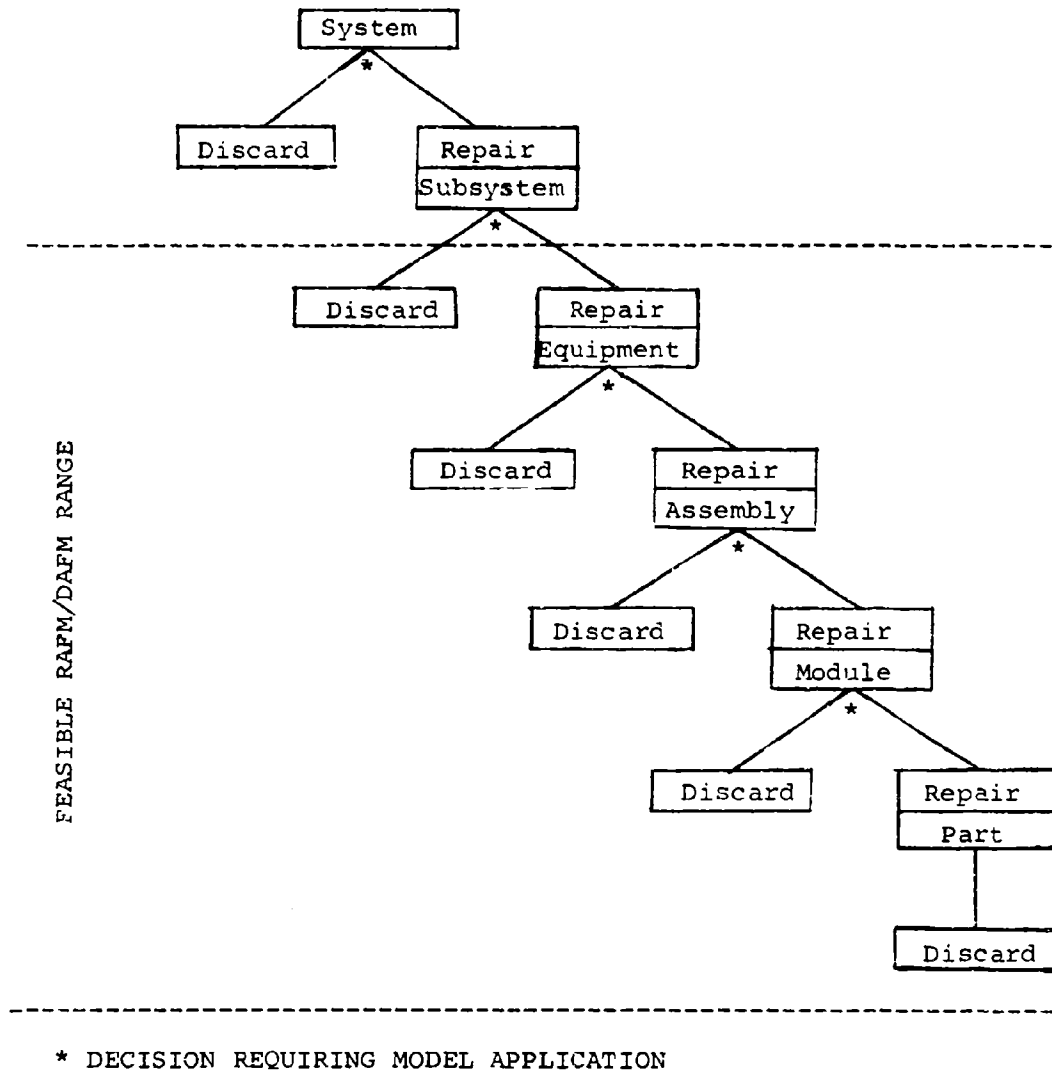 System
*
Discard
Repair
Subsystem
*
Discard
Repair
Equipment
*
Discard
Repair
Assembly
*
Discard
Repair
Module
*
Discard
Repair
Part
Discard
FEASIBLE RAFM/DAFM RANGE
* DECISION REQUIRING MODEL APPLICATION